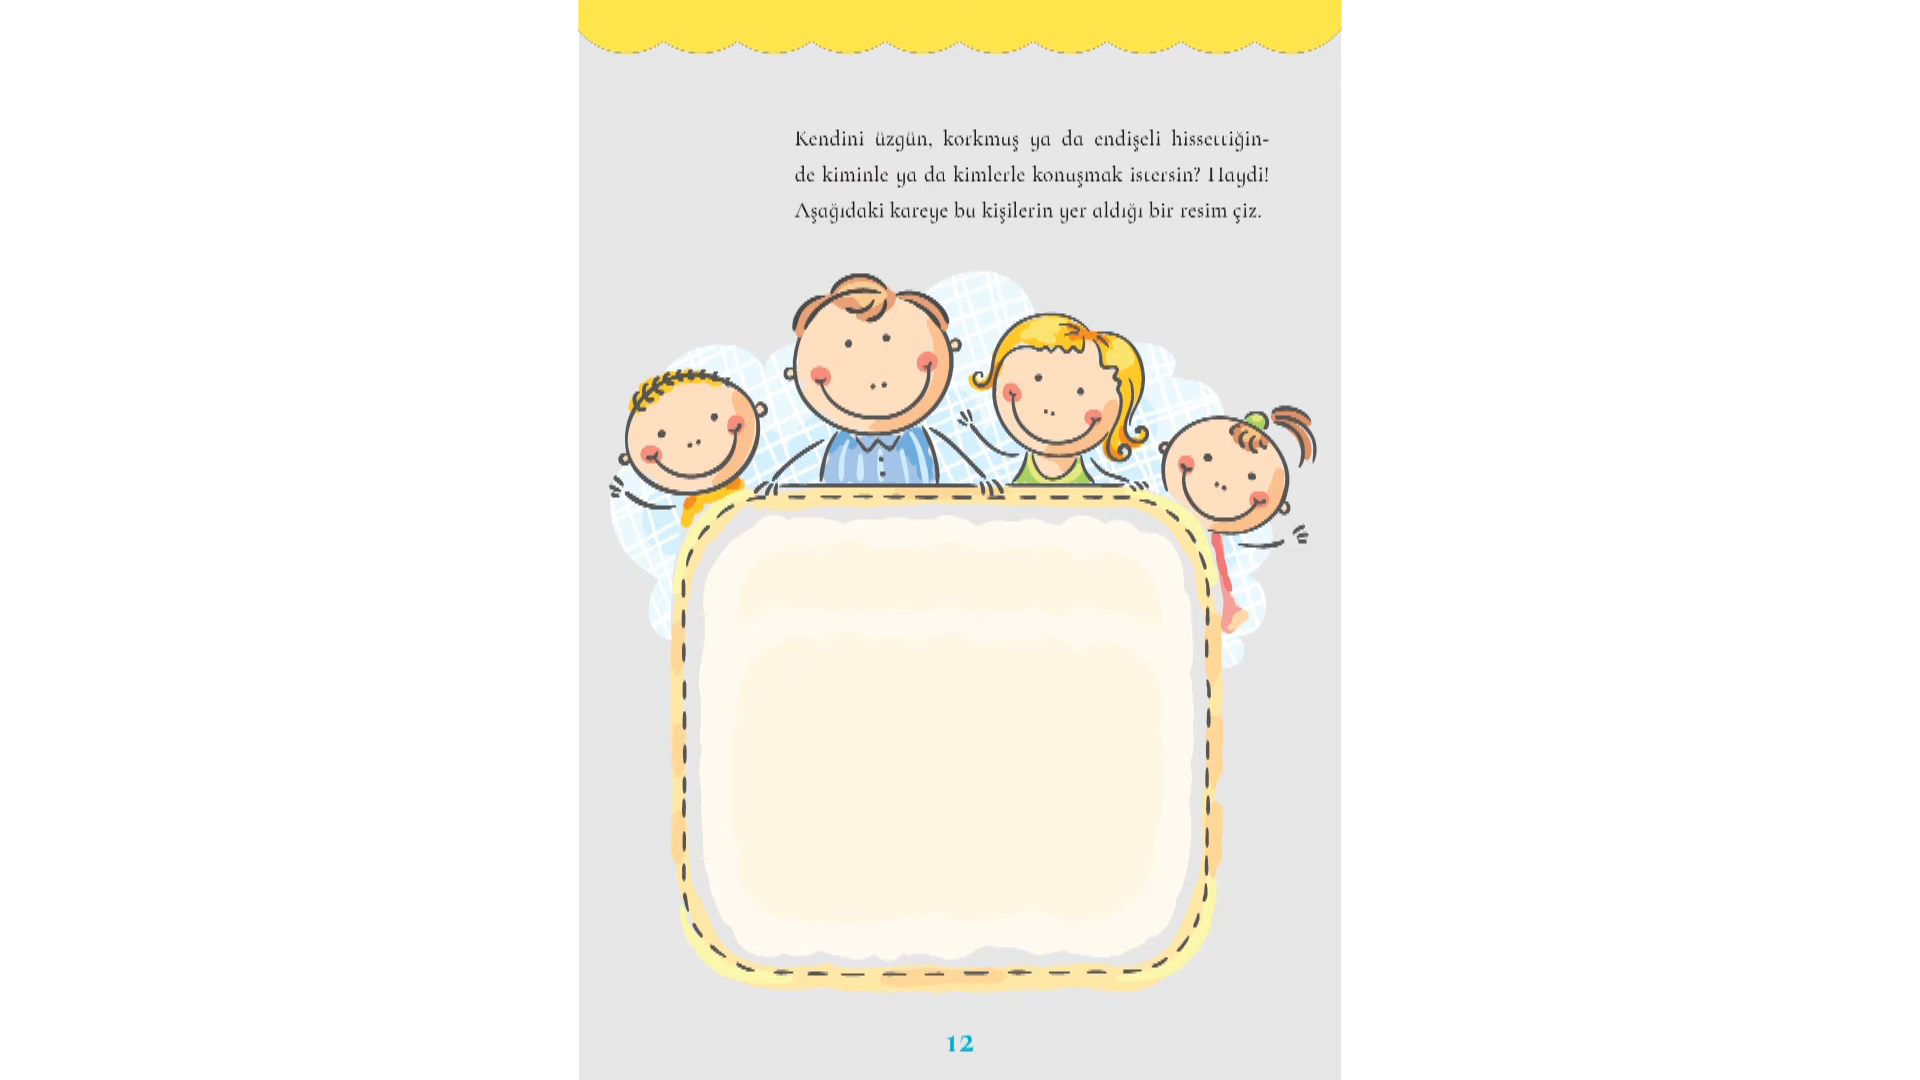 Kendini üzgün, korkmuş ya da endişeli hissettiğin-
de kiminle ya da kimlerle konuşmak istersin? Haydi!
Aşağıdaki kareye bu kişilerin yer aldığı bir resim çiz.
12